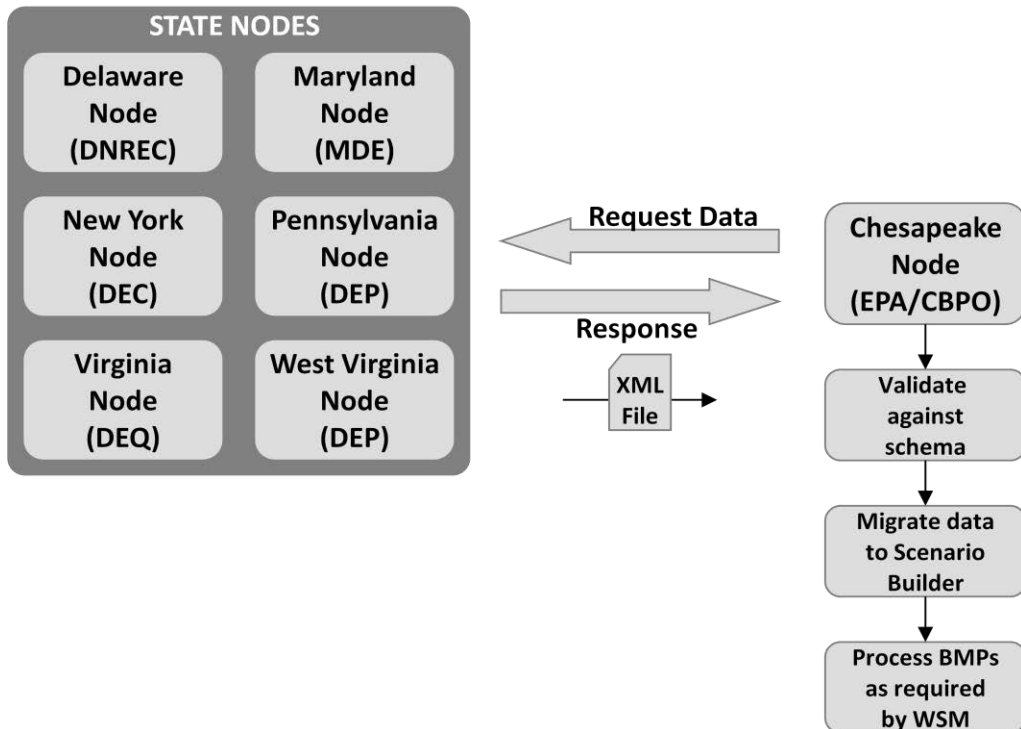 STATE NODES
Delaware
Node
(DNREC)
Maryland
Node
(MDE)
New York
Node
(DEC)
Pennsylvania
Node
(DEP)
Virginia
Node
(DEQ)
West Virginia
Node
(DEP)
Request Data
Response
XML
File
Chesapeake
Node
(EPA/CBPO)
Validate
against
schema
Migrate data
to Scenario
Builder
Process BMPs
as required
by WSM